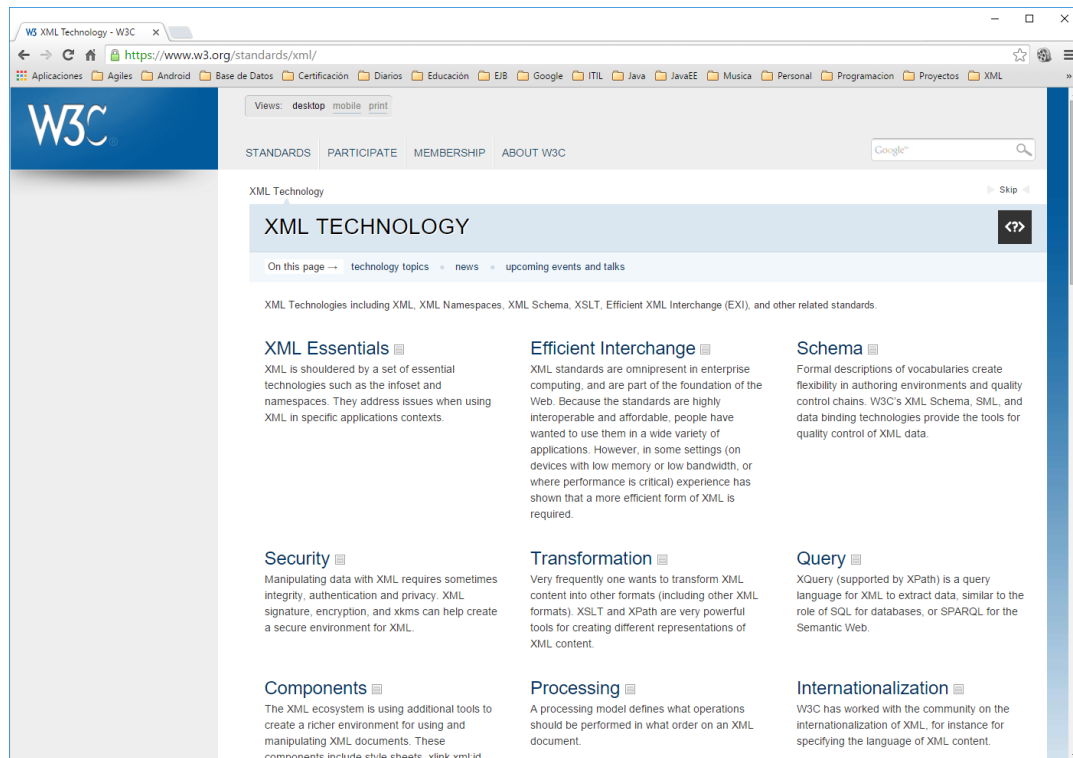 W3 XML Technology - W3C
https://www.w3.org/standards/xml/
Aplicaciones Agiles Android Base de Datos Certificación Diarios Educación EJB Google ITIL Java JavaEE Musica Personal Programacion Proyectos XML »
W3C
Views: desktop mobile print
STANDARDS PARTICIPATE MEMBERSHIP ABOUT W3C
Google™
XML Technology
Skip
XML TECHNOLOGY
<?>
On this page → technology topics • news • upcoming events and talks
XML Technologies including XML, XML Namespaces, XML Schema, XSLT, Efficient XML Interchange (EXI), and other related standards.
XML Essentials
XML is shouldered by a set of essential
technologies such as the infoset and
namespaces. They address issues when using
XML in specific applications contexts.
Efficient Interchange
XML standards are omnipresent in enterprise
computing, and are part of the foundation of the
Web. Because the standards are highly
interoperable and affordable, people have
wanted to use them in a wide variety of
applications. However, in some settings (on
devices with low memory or low bandwidth, or
where performance is critical) experience has
shown that a more efficient form of XML is
required.
Schema
Formal descriptions of vocabularies create
flexibility in authoring environments and quality
control chains. W3C's XML Schema, SML, and
data binding technologies provide the tools for
quality control of XML data.
Security
Manipulating data with XML requires sometimes
integrity, authentication and privacy. XML
signature, encryption, and xkms can help create
a secure environment for XML.
Transformation
Very frequently one wants to transform XML
content into other formats (including other XML
formats). XSLT and XPath are very powerful
tools for creating different representations of
XML content.
Query
XQuery (supported by XPath) is a query
language for XML to extract data, similar to the
role of SQL for databases, or SPARQL for the
Semantic Web.
Components
The XML ecosystem is using additional tools to
create a richer environment for using and
manipulating XML documents. These
components include style sheets, xlink xml:id
Processing
A processing model defines what operations
should be performed in what order on an XML
document.
Internationalization
W3C has worked with the community on the
internationalization of XML, for instance for
specifying the language of XML content.